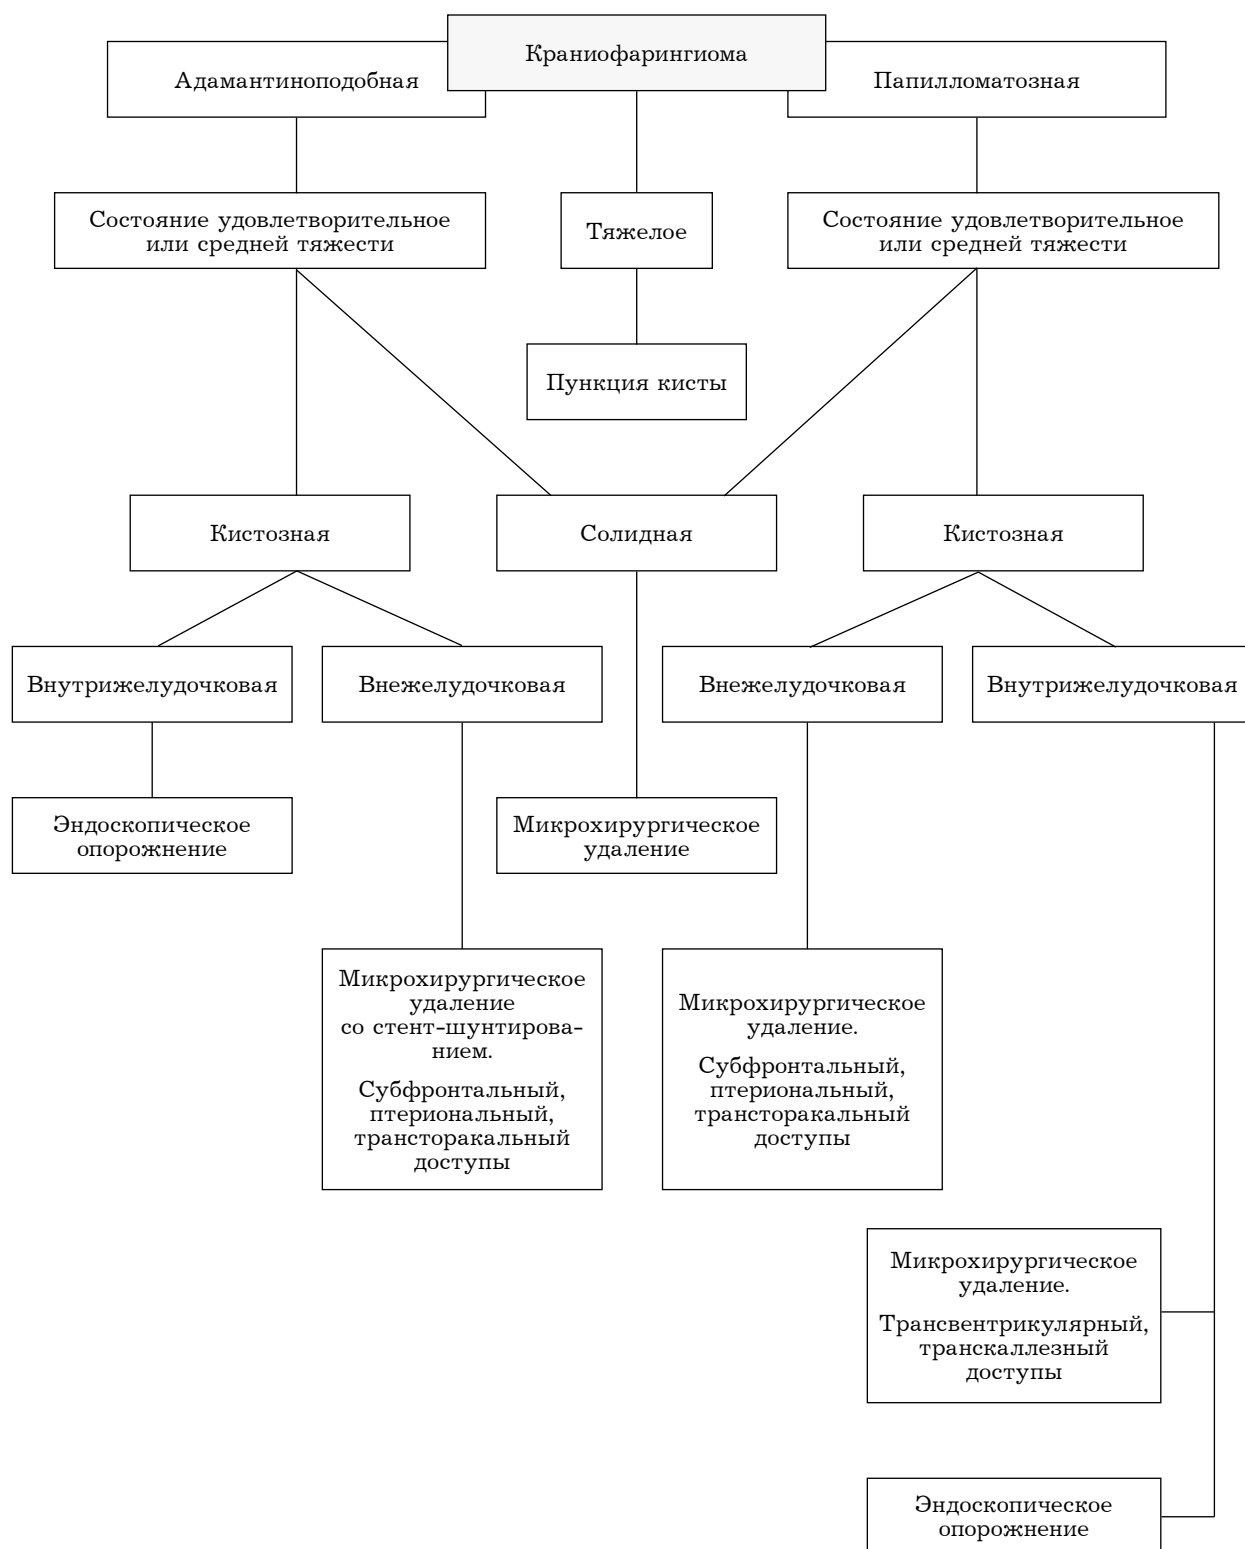 Краниофарингиома
Адамантиноподобная
Папилломатозная
Состояние удовлетворительное
или средней тяжести
Тяжелое
Состояние удовлетворительное
или средней тяжести
Пункция кисты
Кистозная
Солидная
Кистозная
Внутрижелудочковая
Внежелудочковая
Внежелудочковая
Внутрижелудочковая
Эндоскопическое
опорожнение
Микрохирургическое
удаление
Микрохирургическое
удаление
со стент-шунтирова-
нием.
Субфронтальный,
птериональный,
трансторакальный
доступы
Микрохирургическое
удаление.
Субфронтальный,
птериональный,
трансторакальный
доступы
Микрохирургическое
удаление.
Трансвентрикулярный,
транскаллезный
доступы
Эндоскопическое
опорожнение